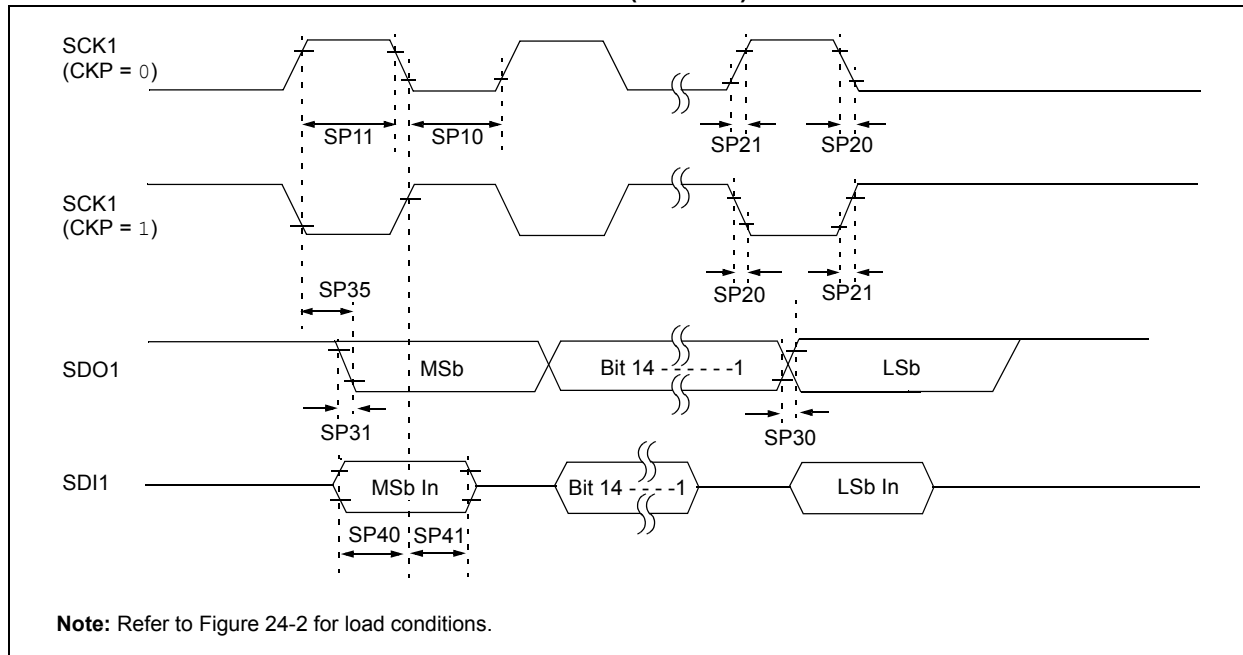 SCK1
(CKP = 0)
SP11
SP10
SP21
SP20
SCK1
(CKP = 1)
SP35
SP20
SP21
SDO1
MSb
Bit 14 - - - - - - -1
LSb
SP31
SP30
SDI1
MSb In
Bit 14 - - - - -1
LSb In
SP40
SP41
Note: Refer to Figure 24-2 for load conditions.